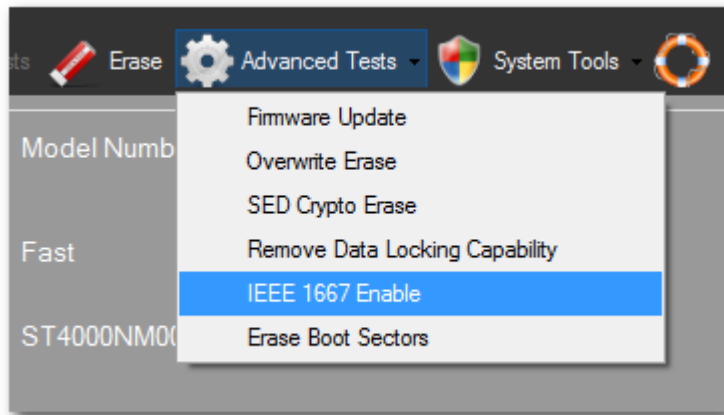 Erase Advanced Tests System Tools
Firmware Update
Model Numb
Overwrite Erase
SED Crypto Erase
Fast
Remove Data Locking Capability
IEEE 1667 Enable
ST4000NM00
Erase Boot Sectors